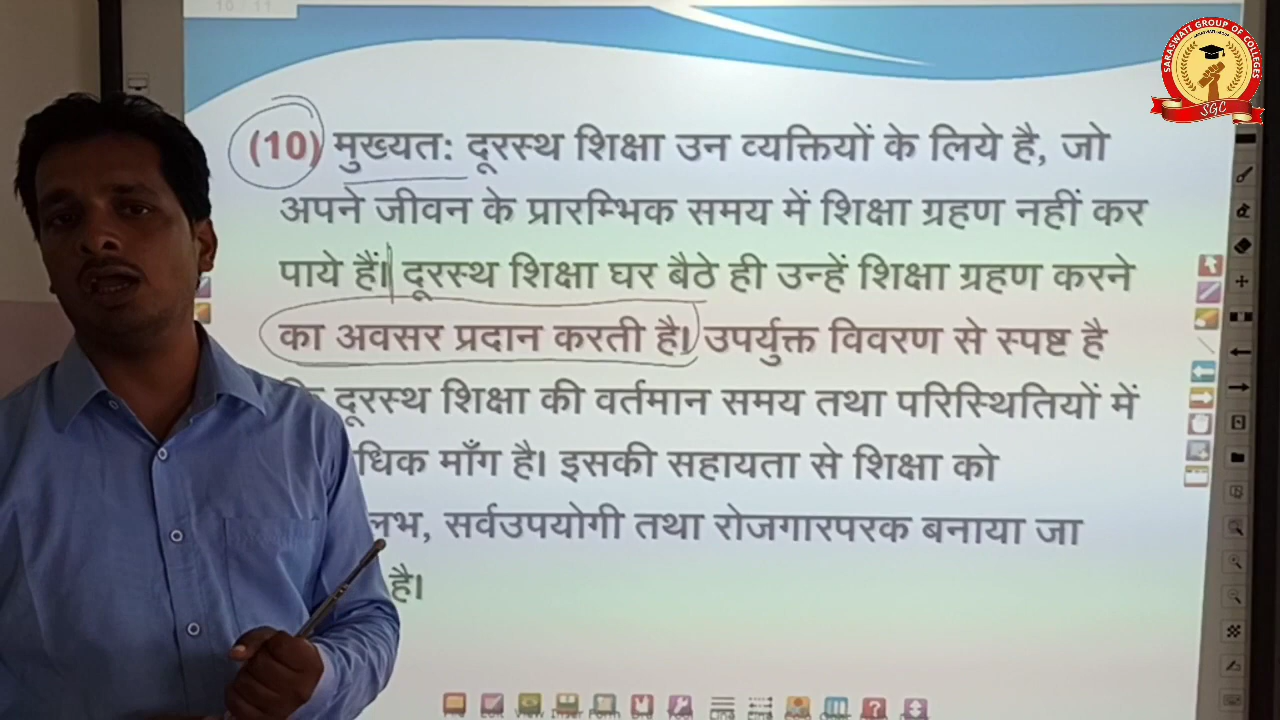 10 / 11
SARASWATI GROUP OF COLLEGES
SGC
(10) मुख्यत: दूरस्थ शिक्षा उन व्यक्तियों के लिये है, जो
अपने जीवन के प्रारम्भिक समय में शिक्षा ग्रहण नहीं कर
पाये हैं। दूरस्थ शिक्षा घर बैठे ही उन्हें शिक्षा ग्रहण करने
का अवसर प्रदान करती है। उपर्युक्त विवरण से स्पष्ट है
दूरस्थ शिक्षा की वर्तमान समय तथा परिस्थितियों में
धिक माँग है। इसकी सहायता से शिक्षा को
लभ, सर्वउपयोगी तथा रोजगारपरक बनाया जा
है।